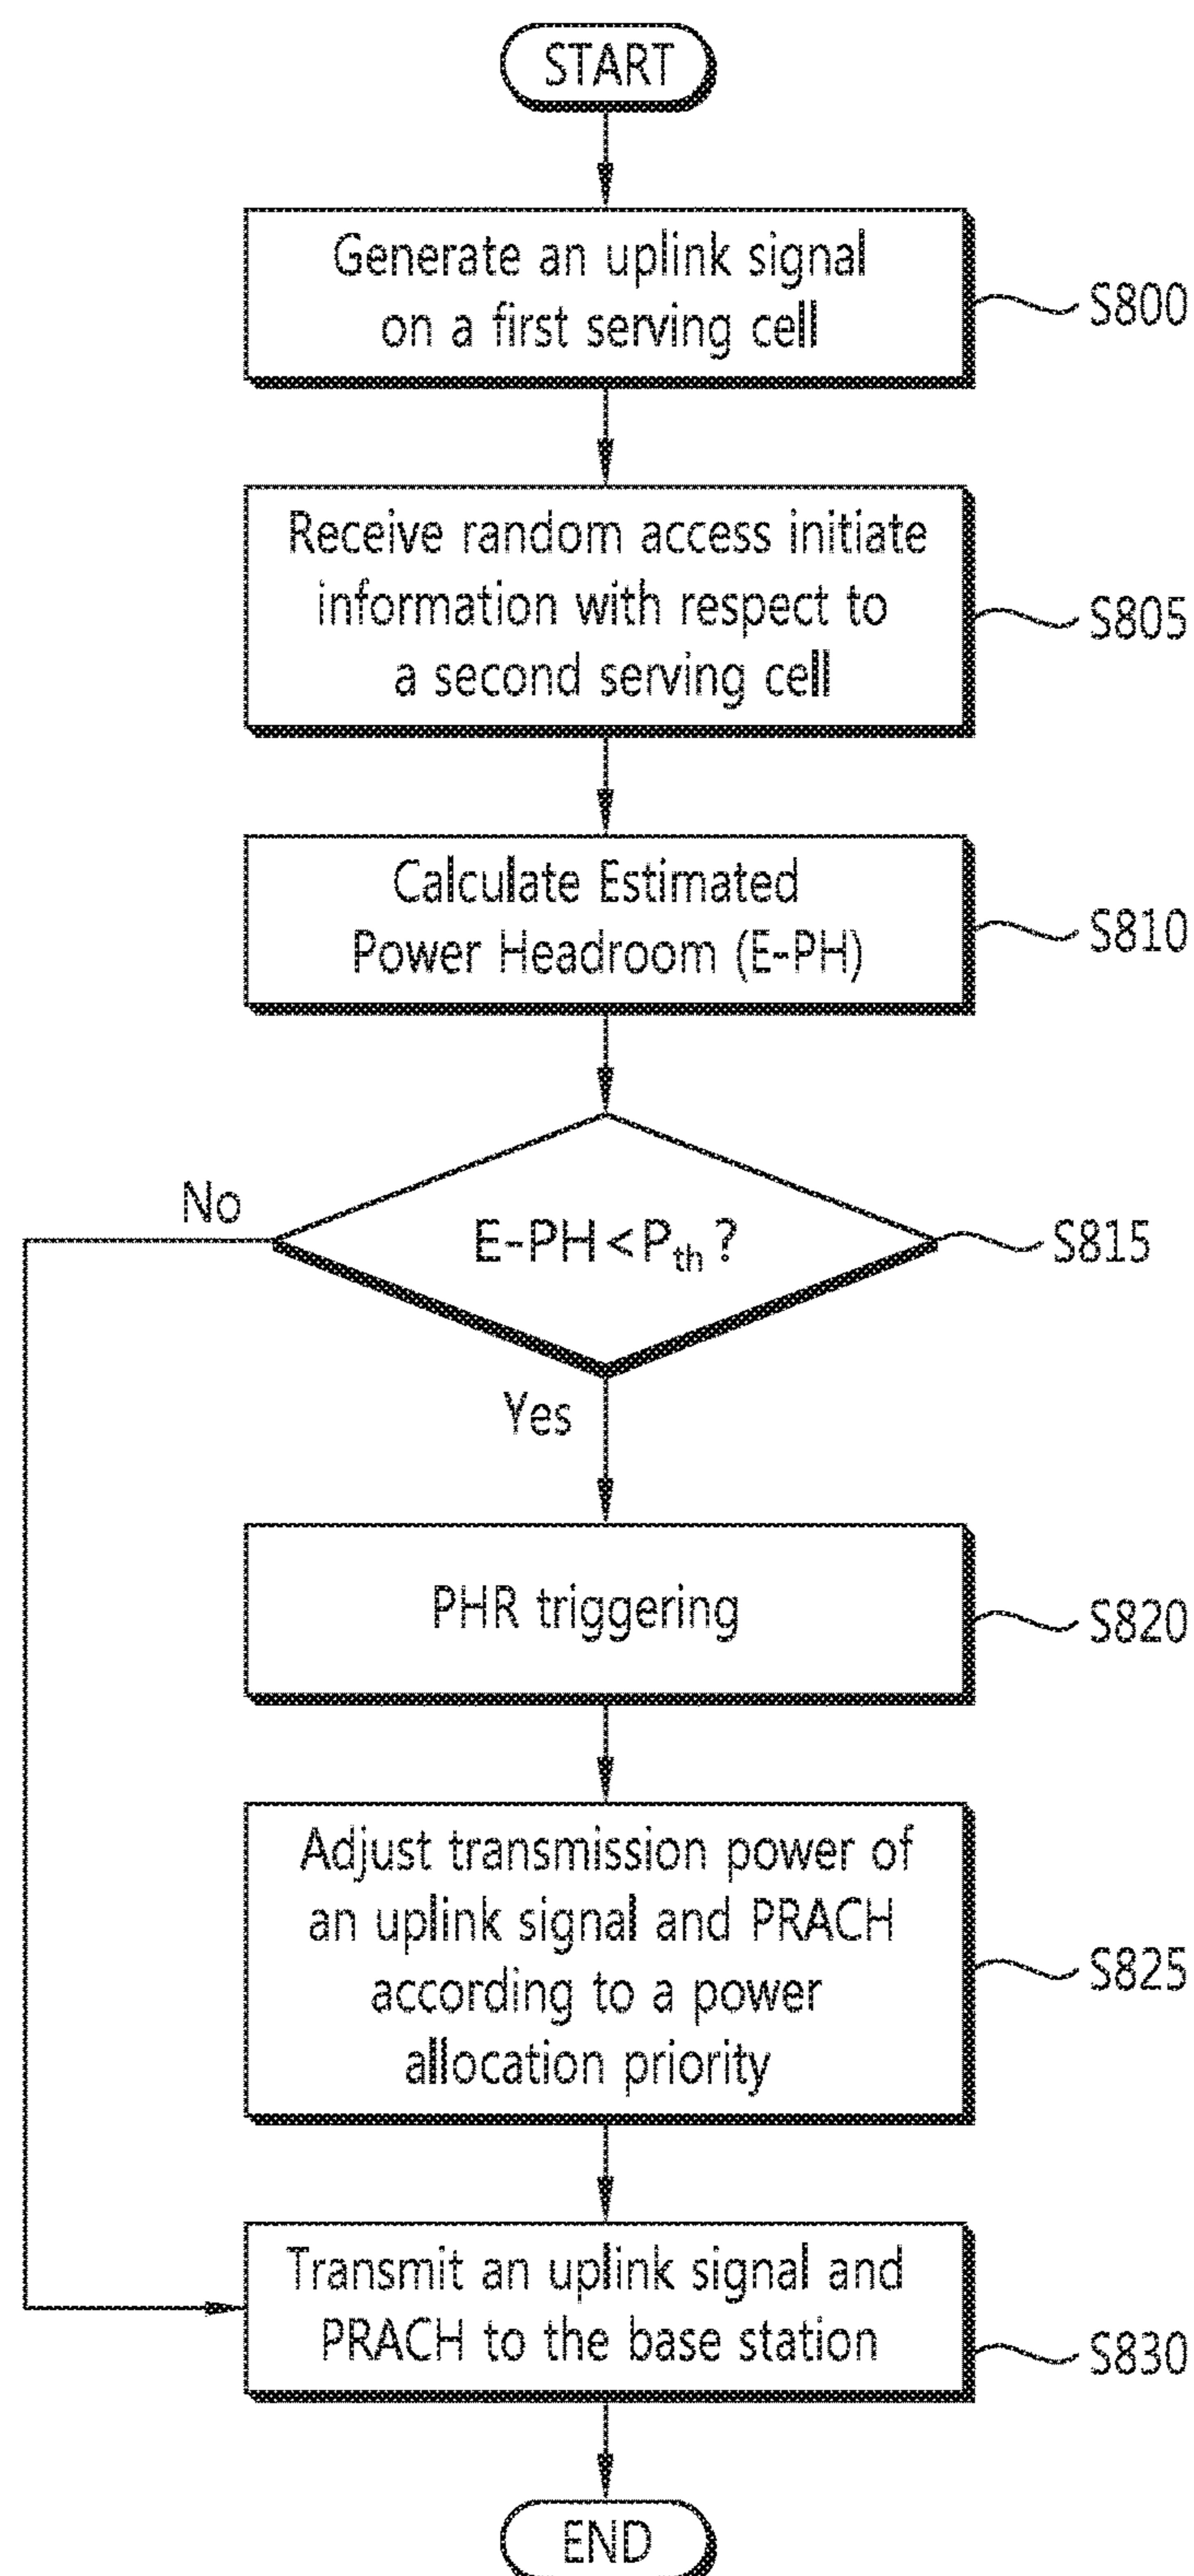 START
Generate an uplink signal
on a first serving cell
S800
Receive random access initiate
information with respect to
a second serving cell
S805
Calculate Estimated
Power Headroom (E-PH)
S810
No
E-PH < Pth ?
S815
Yes
PHR triggering
S820
Adjust transmission power of
an uplink signal and PRACH
according to a power
allocation priority
S825
Transmit an uplink signal and
PRACH to the base station
S830
END